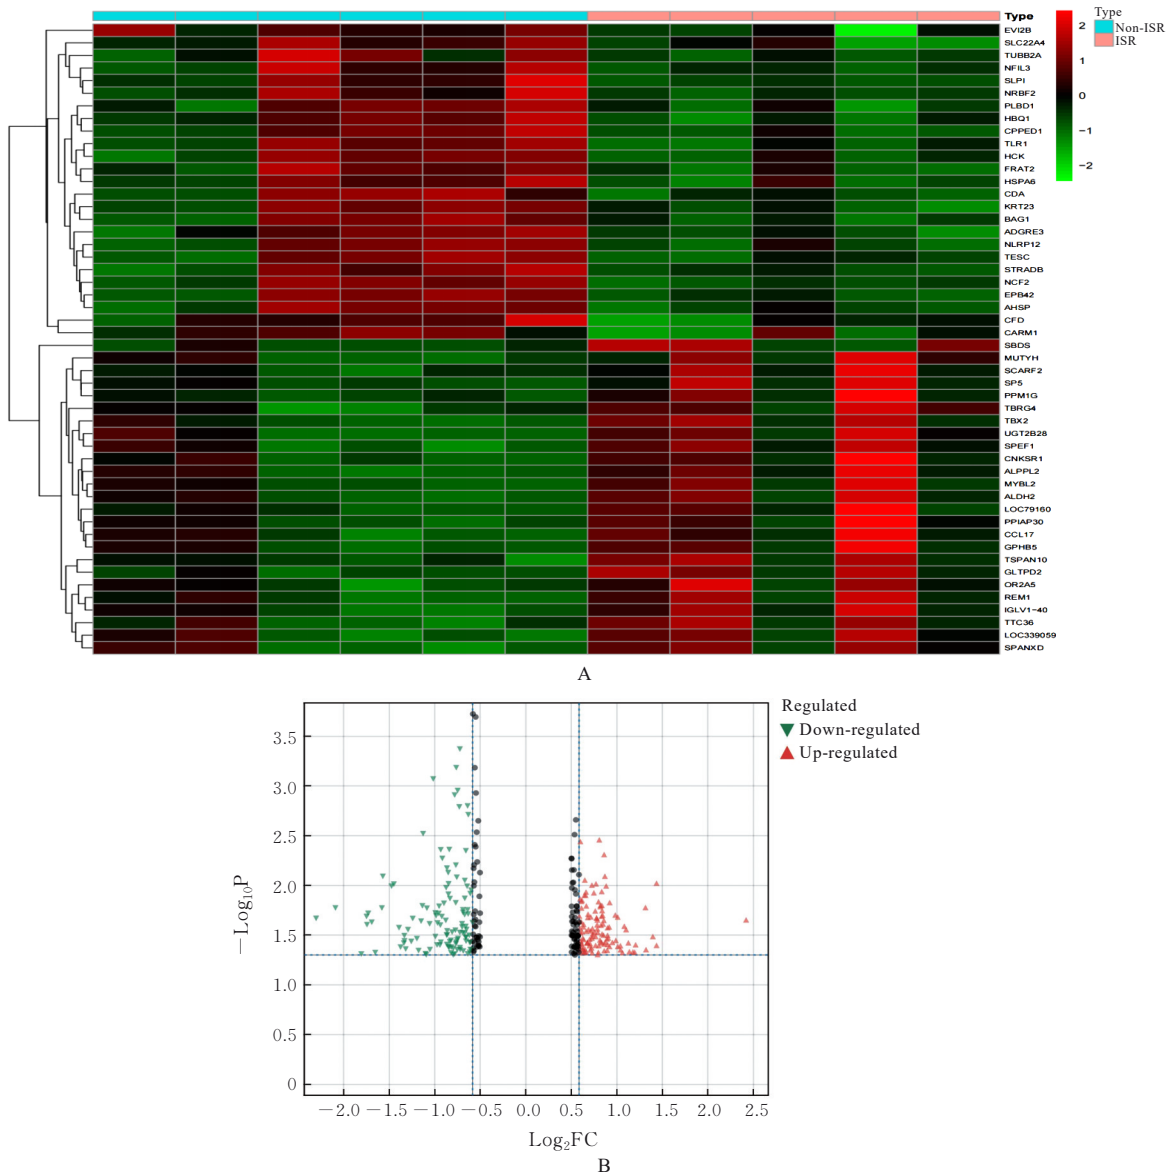 Type
Type
Non-ISR
ISR
2
1
0
−1
−2
EVI2B
SLC22A4
TUBB2A
NFIL3
SLPI
NRBF2
PLBD1
HBQ1
CPPED1
TLR1
HCK
FRAT2
HSPA6
CDA
KRT23
BAG1
ADGRE3
NLRP12
TESC
STRADB
NCF2
EPB42
AHSP
CFD
CARM1
SBDS
MUTYH
SCARF2
SP5
PPM1G
TBRG4
TBX2
UGT2B28
SPEF1
CNKSR1
ALPPL2
MYBL2
ALDH2
LOC79160
PPIAP30
CCL17
GPHB5
TSPAN10
GLTPD2
OR2A5
REM1
IGLV1−40
TTC36
LOC339059
SPANXD
A
Regulated
Down-regulated
Up-regulated
3.5
3.0
2.5
2.0
1.5
1.0
0.5
0
−Log₁₀P
−2.0 −1.5 −1.0 −0.5 0.0 0.5 1.0 1.5 2.0 2.5
Log₂FC
B